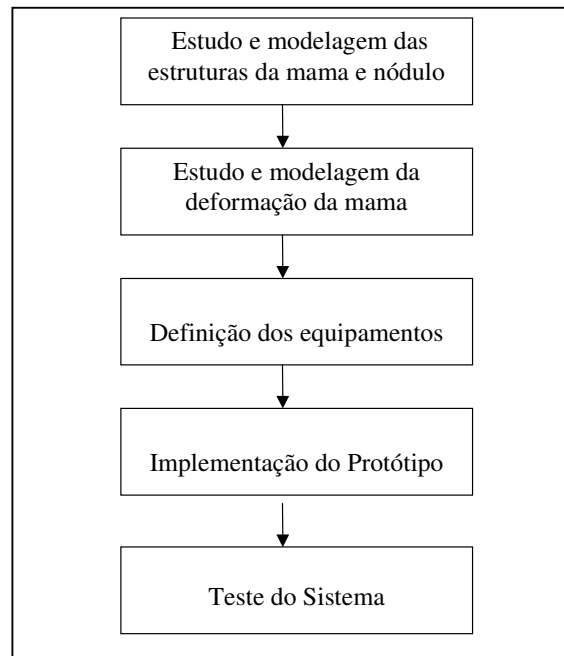 Estudo e modelagem das
estruturas da mama e nódulo
Estudo e modelagem da
deformação da mama
Definição dos equipamentos
Implementação do Protótipo
Teste do Sistema